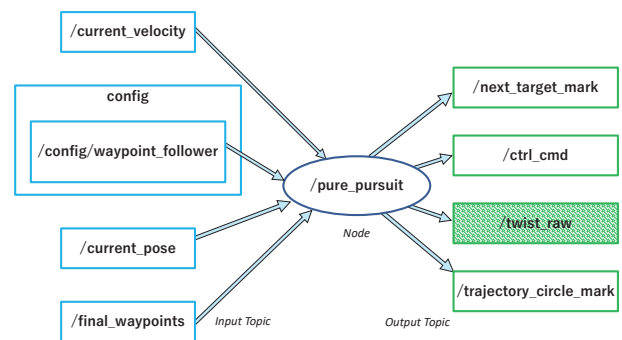 /current_velocity
config
/config/waypoint_follower
/current_pose
/final_waypoints
Input Topic
/pure_pursuit
Node
/next_target_mark
/ctrl_cmd
/twist_raw
/trajectory_circle_mark
Output Topic